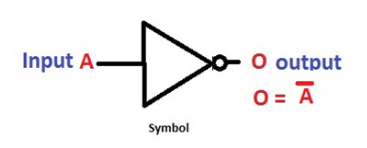 Input A O output
O = A̅
Symbol